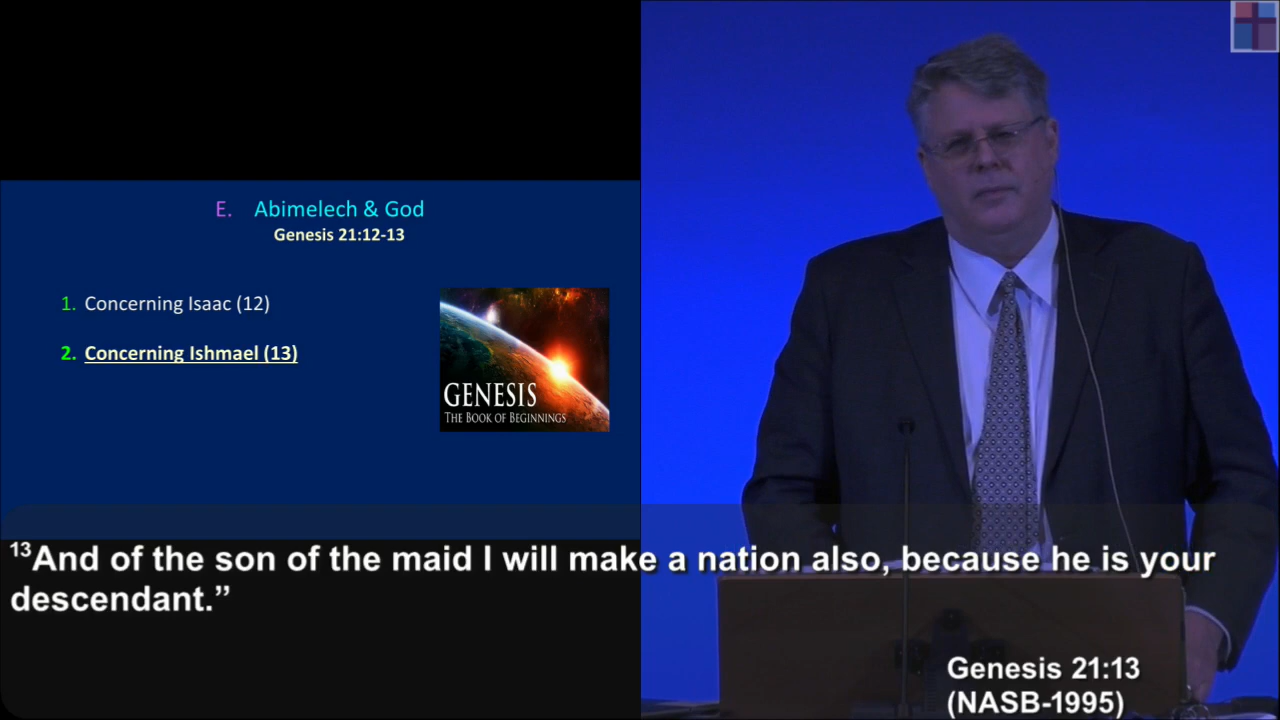 E. Abimelech & God
Genesis 21:12-13
1. Concerning Isaac (12)
2. Concerning Ishmael (13)
GENESIS
THE BOOK OF BEGINNINGS
13And of the son of the maid I will make a nation also, because he is your
descendant.”
Genesis 21:13
(NASB-1995)